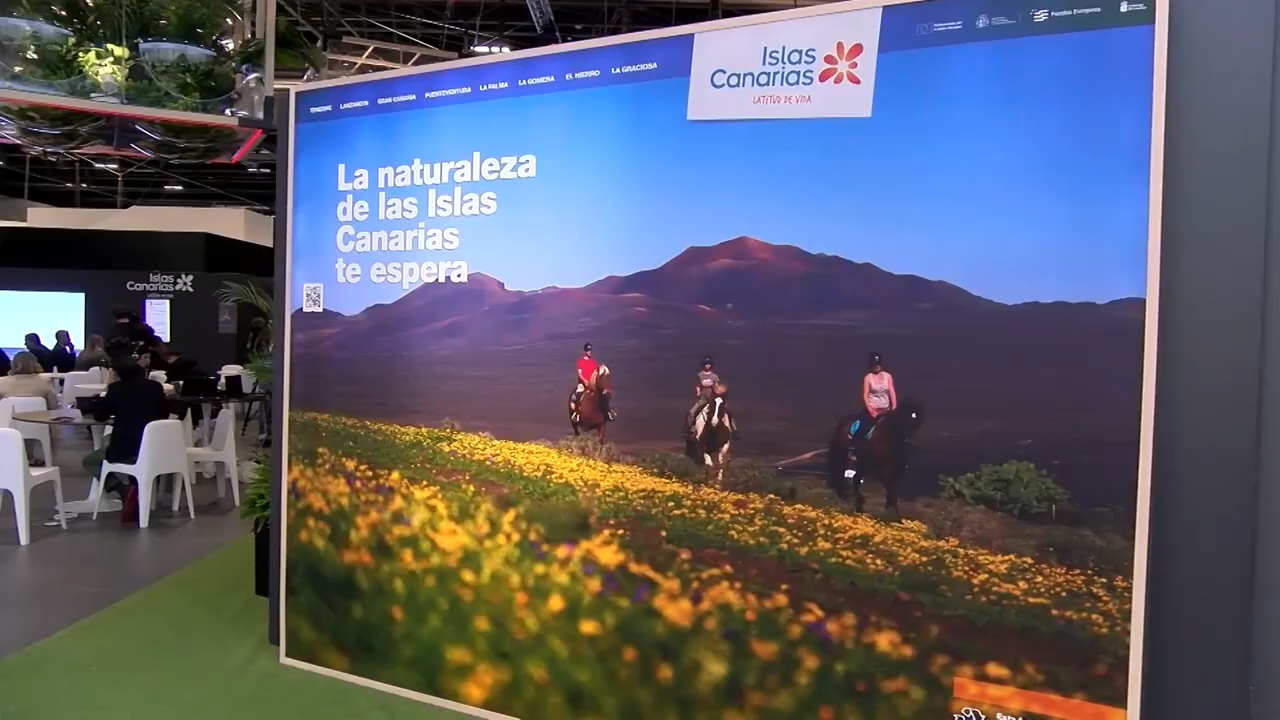 TENERIFE LANZAROTE GRAN CANARIA FUERTEVENTURA LA PALMA LA GOMERA EL HIERRO LA GRACIOSA
Islas
Canarias
LATITUD DE VIDA
Fondos Europeos
La naturaleza
de las Islas
Canarias
te espera
Islas
Canarias